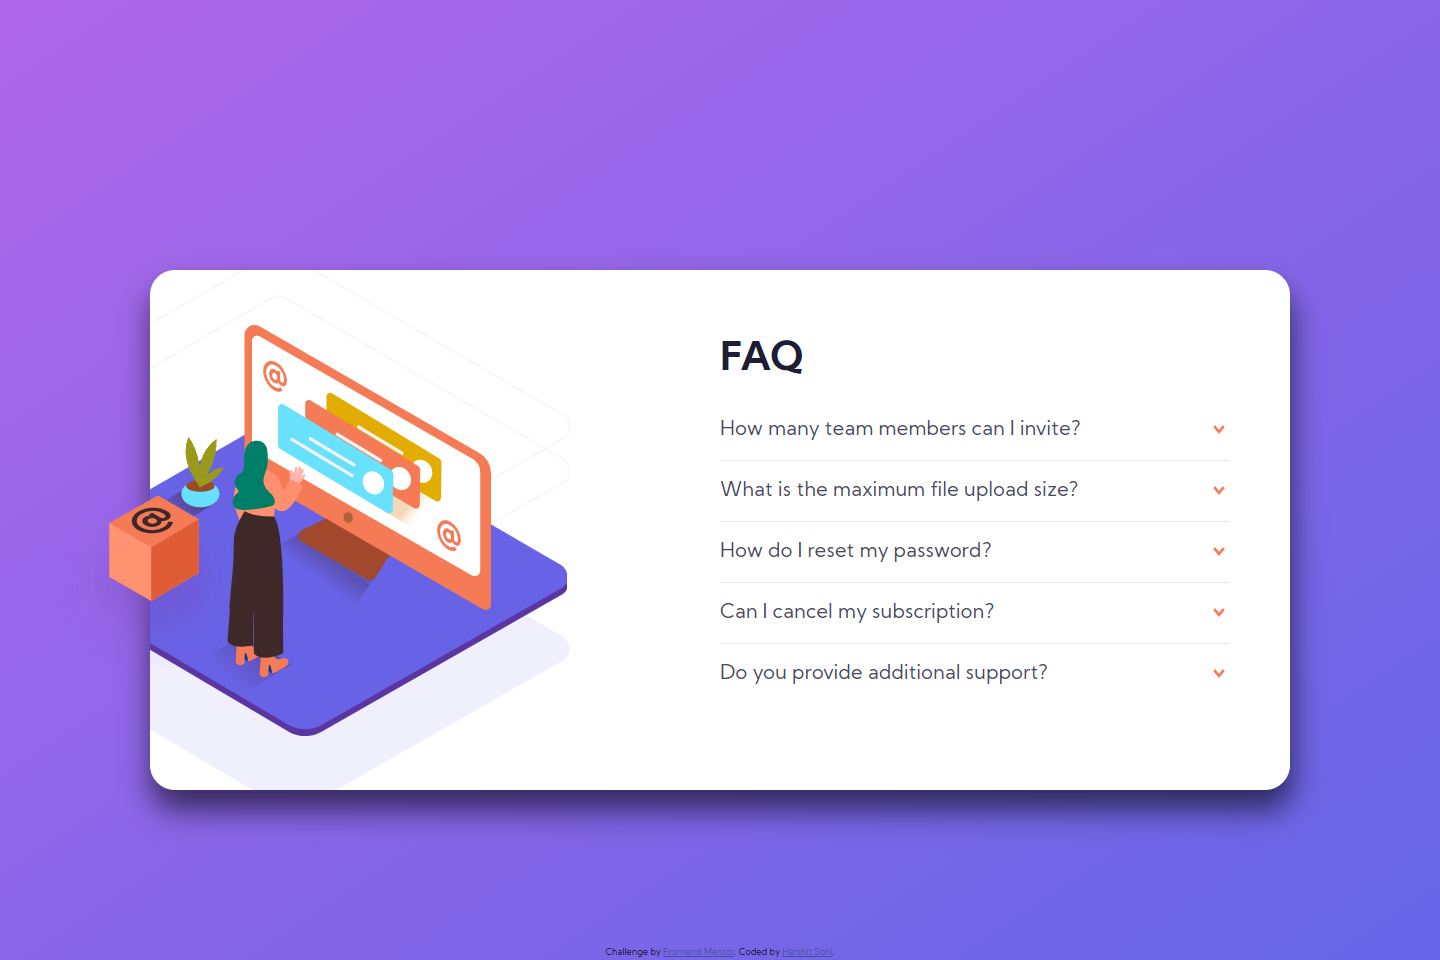 FAQ
How many team members can I invite?
What is the maximum file upload size?
How do I reset my password?
Can I cancel my subscription?
Do you provide additional support?
@
@
@
Challenge by Frontend Mentor. Coded by Harshit Soni.